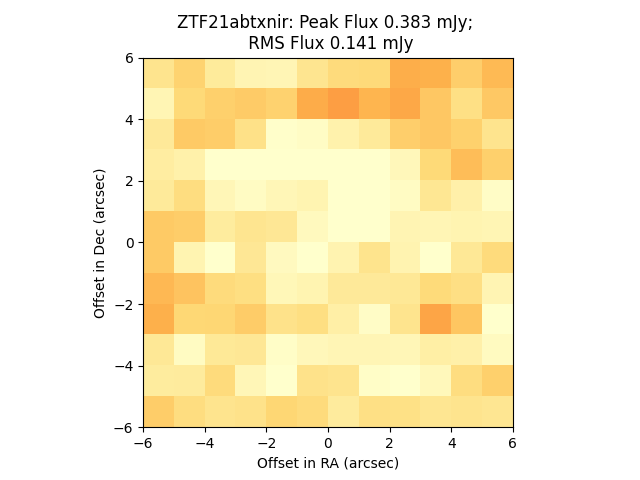 ZTF21abtxnir: Peak Flux 0.383 mJy;
RMS Flux 0.141 mJy
6
4
2
0
−2
−4
−6
Offset in Dec (arcsec)
−6 −4 −2 0 2 4 6
Offset in RA (arcsec)